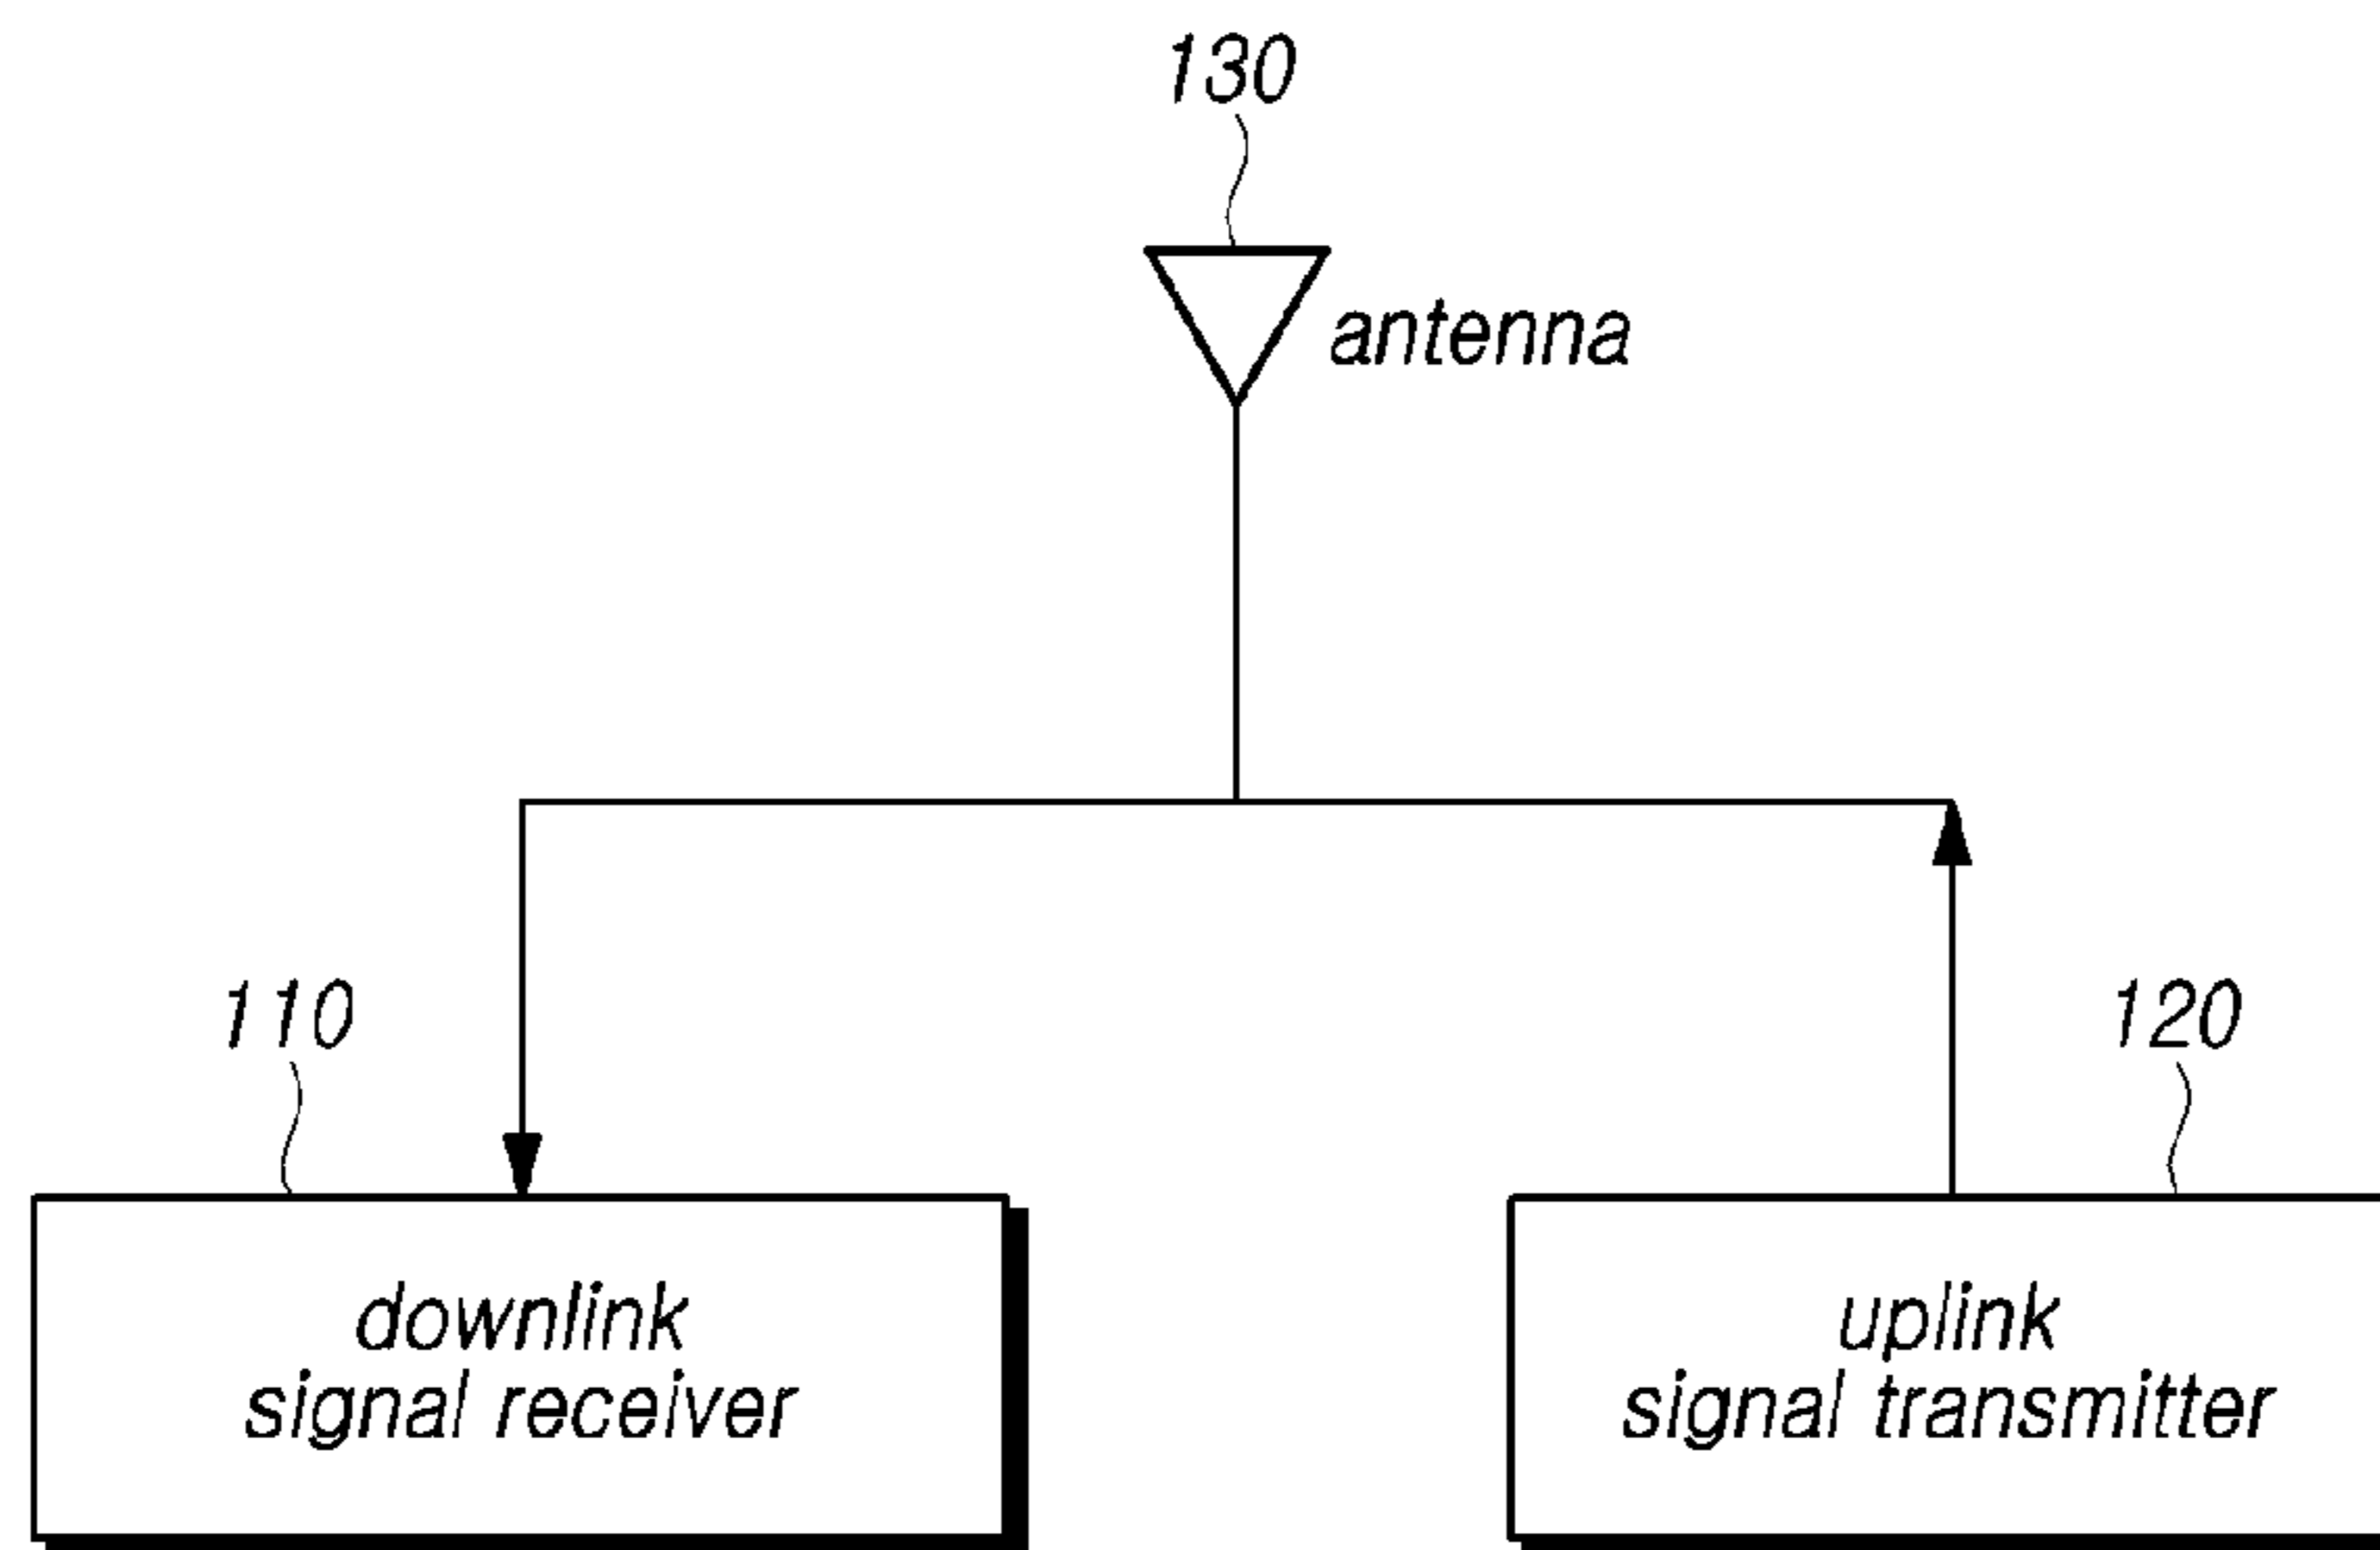 130
antenna
110
120
downlink
signal receiver
uplink
signal transmitter